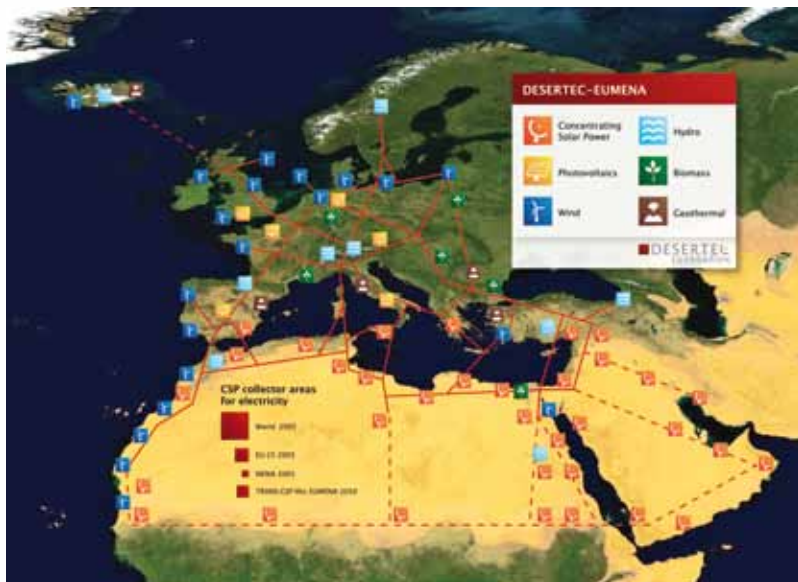 DESERTEC-EUMENA
Concentrating
Solar Power
Hydro
Photovoltaics
Biomass
Wind
Geothermal
DESERTEC
FOUNDATION
CSP collector areas
for electricity
World 2005
EU-25 2005
MENA 2005
TRANS-CSP Mix EUMENA 2050